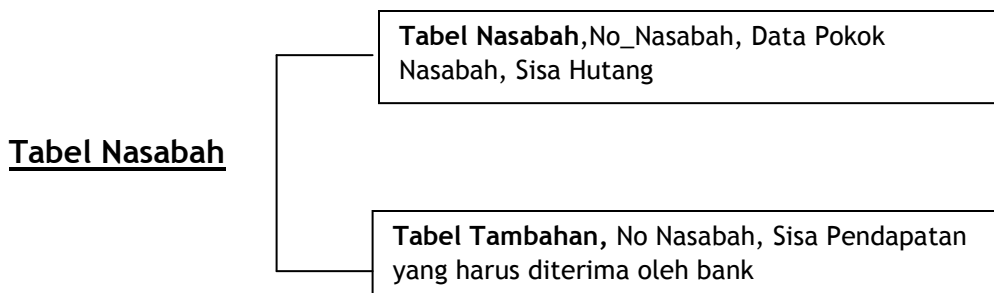 Tabel Nasabah,No_Nasabah, Data Pokok
Nasabah, Sisa Hutang
Tabel Nasabah
Tabel Tambahan, No Nasabah, Sisa Pendapatan
yang harus diterima oleh bank